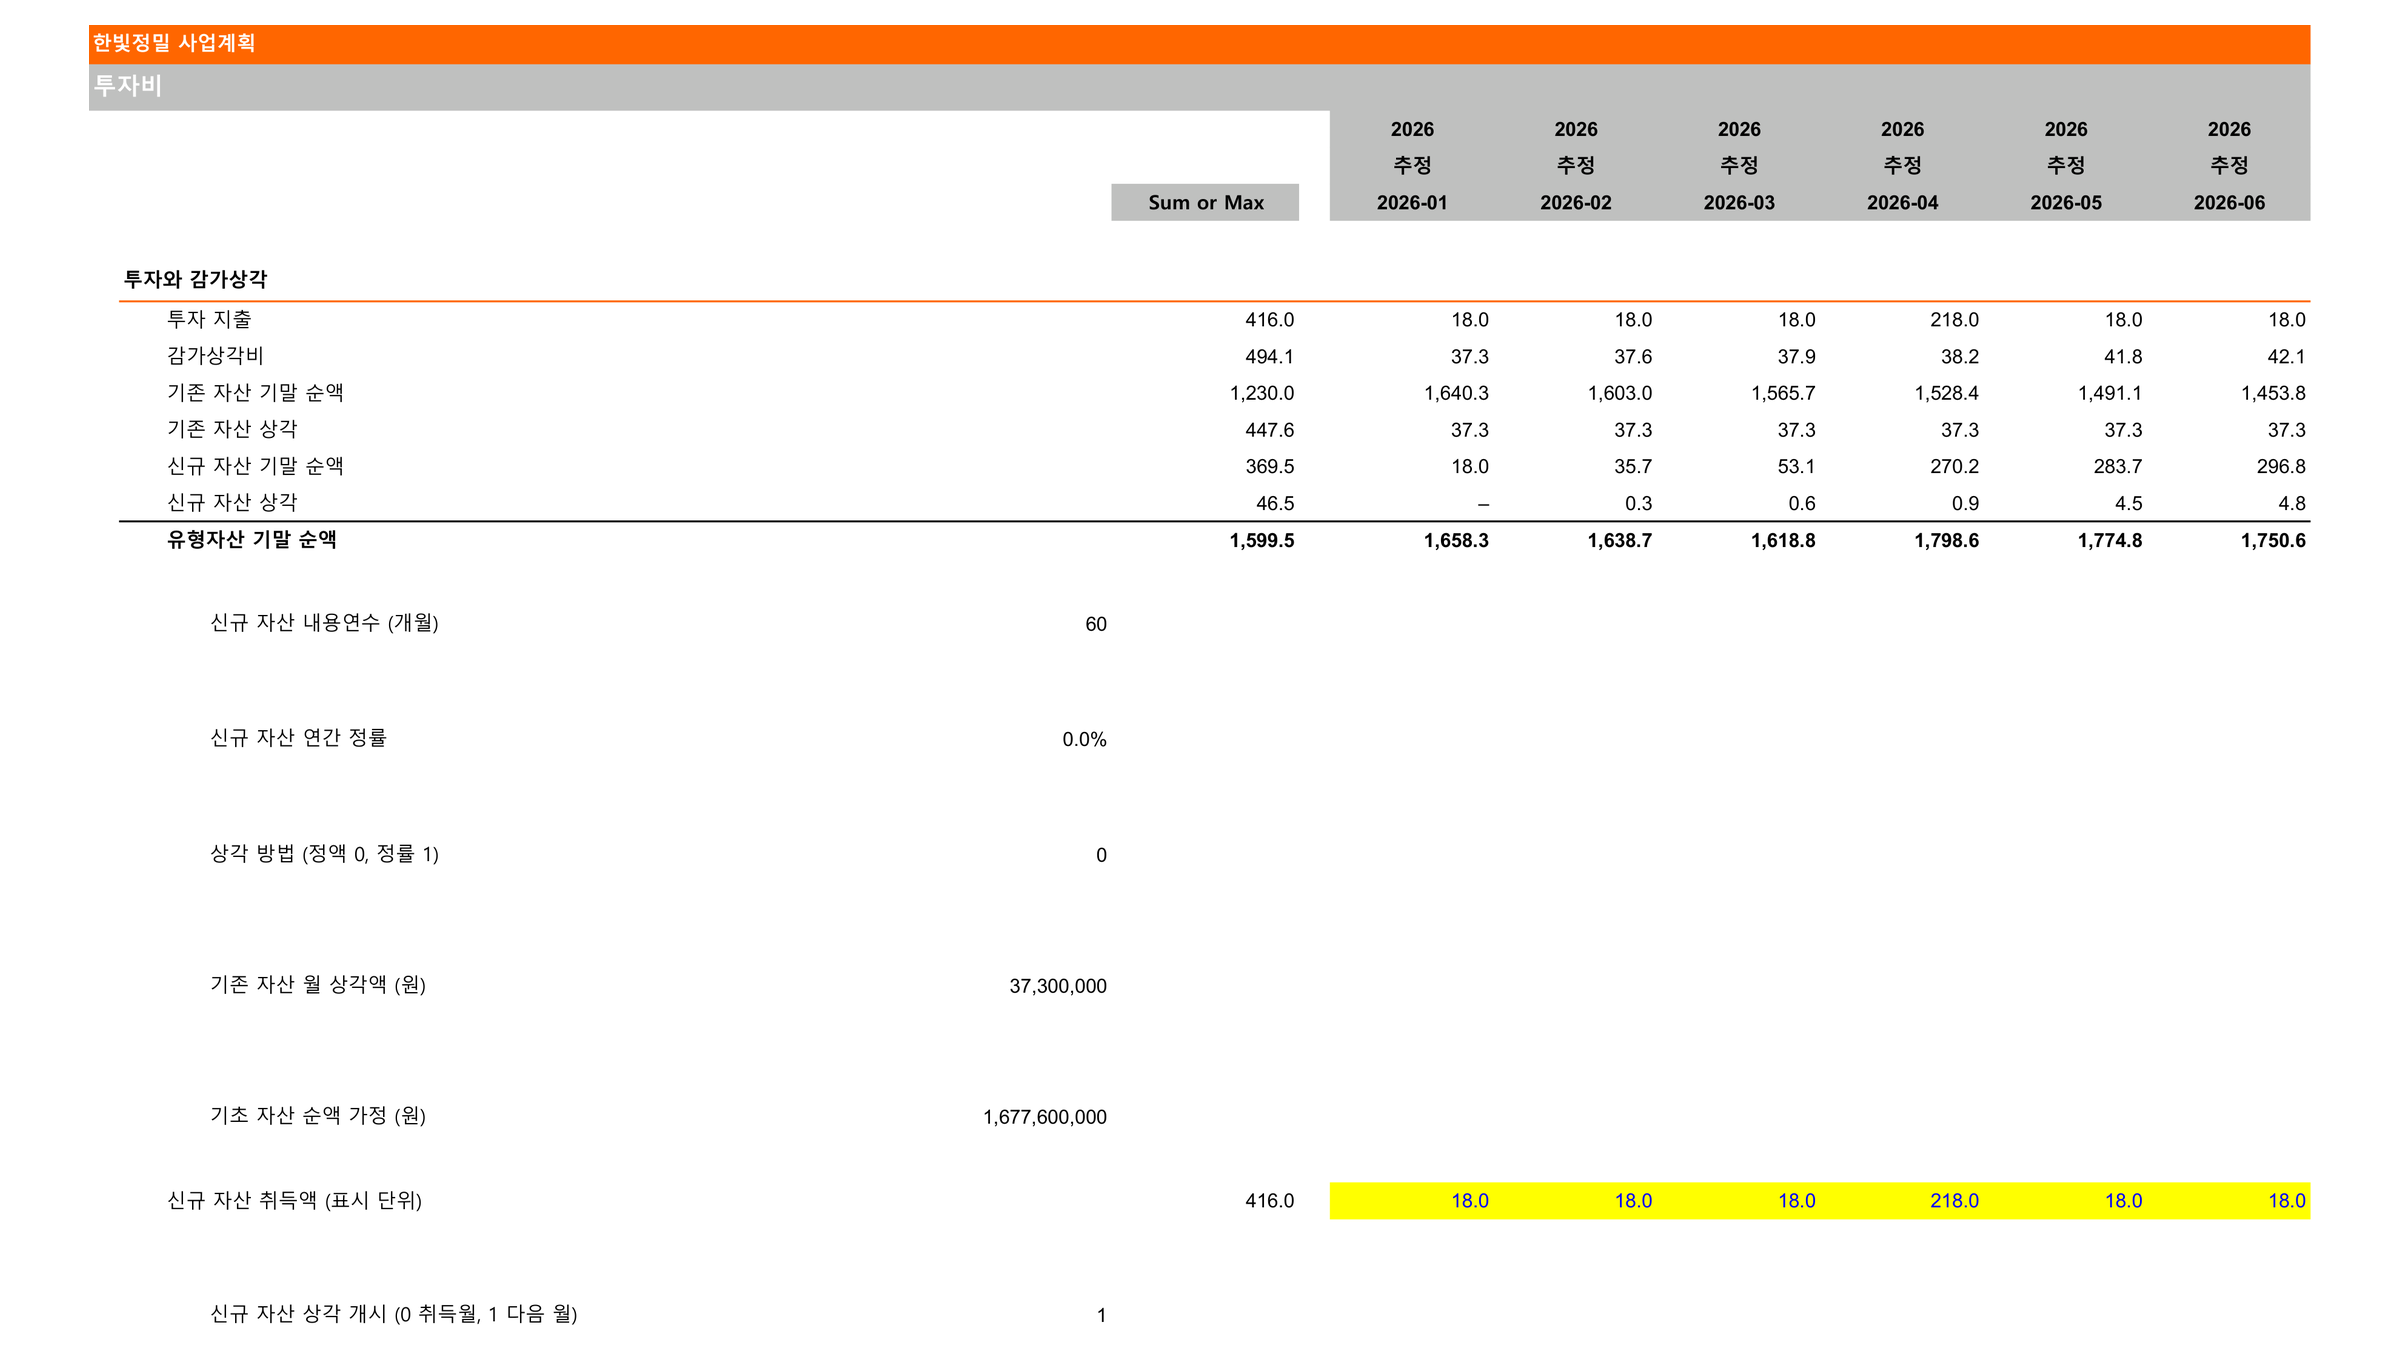 한빛정밀 사업계획
투자비
2026 2026 2026 2026 2026 2026
추정 추정 추정 추정 추정 추정
Sum or Max 2026-01 2026-02 2026-03 2026-04 2026-05 2026-06
투자와 감가상각
투자 지출 416.0 18.0 18.0 18.0 218.0 18.0 18.0
감가상각비 494.1 37.3 37.6 37.9 38.2 41.8 42.1
기존 자산 기말 순액 1,230.0 1,640.3 1,603.0 1,565.7 1,528.4 1,491.1 1,453.8
기존 자산 상각 447.6 37.3 37.3 37.3 37.3 37.3 37.3
신규 자산 기말 순액 369.5 18.0 35.7 53.1 270.2 283.7 296.8
신규 자산 상각 46.5 – 0.3 0.6 0.9 4.5 4.8
유형자산 기말 순액 1,599.5 1,658.3 1,638.7 1,618.8 1,798.6 1,774.8 1,750.6
신규 자산 내용연수 (개월) 60
신규 자산 연간 정률 0.0%
상각 방법 (정액 0, 정률 1) 0
기존 자산 월 상각액 (원) 37,300,000
기초 자산 순액 가정 (원) 1,677,600,000
신규 자산 취득액 (표시 단위) 416.0 18.0 18.0 18.0 218.0 18.0 18.0
신규 자산 상각 개시 (0 취득월, 1 다음 월) 1